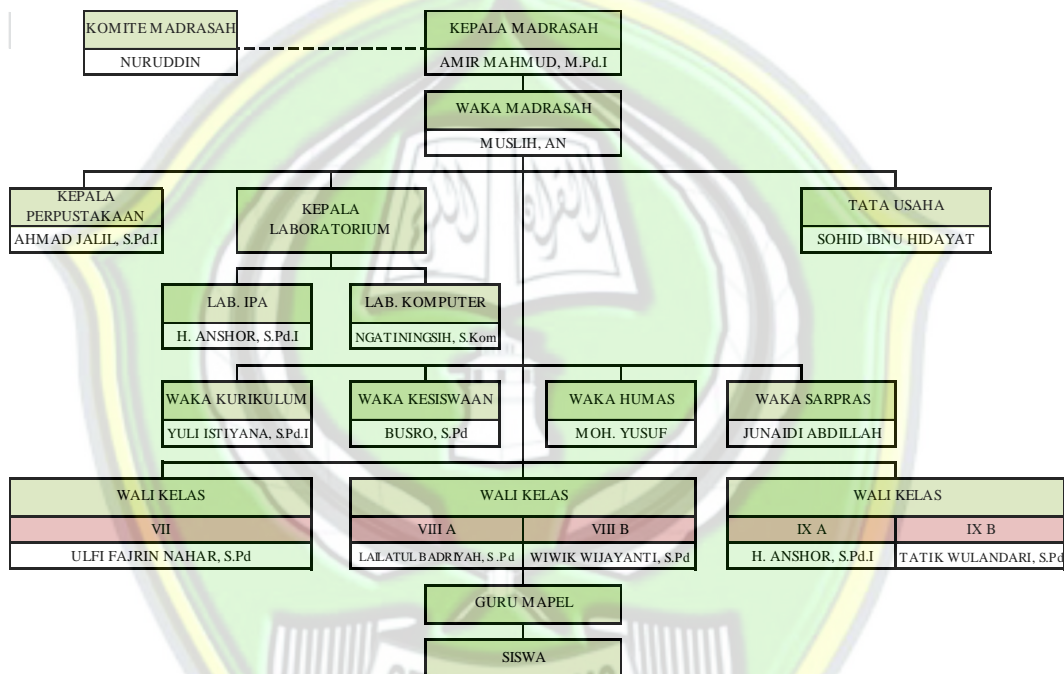 KOMITE MADRASAH
NURUDDIN
KEPALA MADRASAH
AMIR MAHMUD, M.Pd.I
WAKA MADRASAH
MUSLIH, AN
KEPALA
PERPUSTAKAAN
AHMAD JALIL, S.Pd.I
KEPALA
LABORATORIUM
TATA USAHA
SOHID IBNU HIDAYAT
LAB. IPA
H. ANSHOR, S.Pd.I
LAB. KOMPUTER
NGATININGSIH, S.Kom
WAKA KURIKULUM
YULI ISTIYANA, S.Pd.I
WAKA KESISWAAN
BUSRO, S.Pd
WAKA HUMAS
MOH. YUSUF
WAKA SARPRAS
JUNAIDI ABDILLAH
WALI KELAS
VII
ULFI FAJRIN NAHAR, S.Pd
WALI KELAS
VIII A
LAILATUL BADRIYAH, S.Pd
VIII B
WIWIK WIJAYANTI, S.Pd
WALI KELAS
IX A
H. ANSHOR, S.Pd.I
IX B
TATIK WULANDARI, S.Pd
GURU MAPEL
SISWA